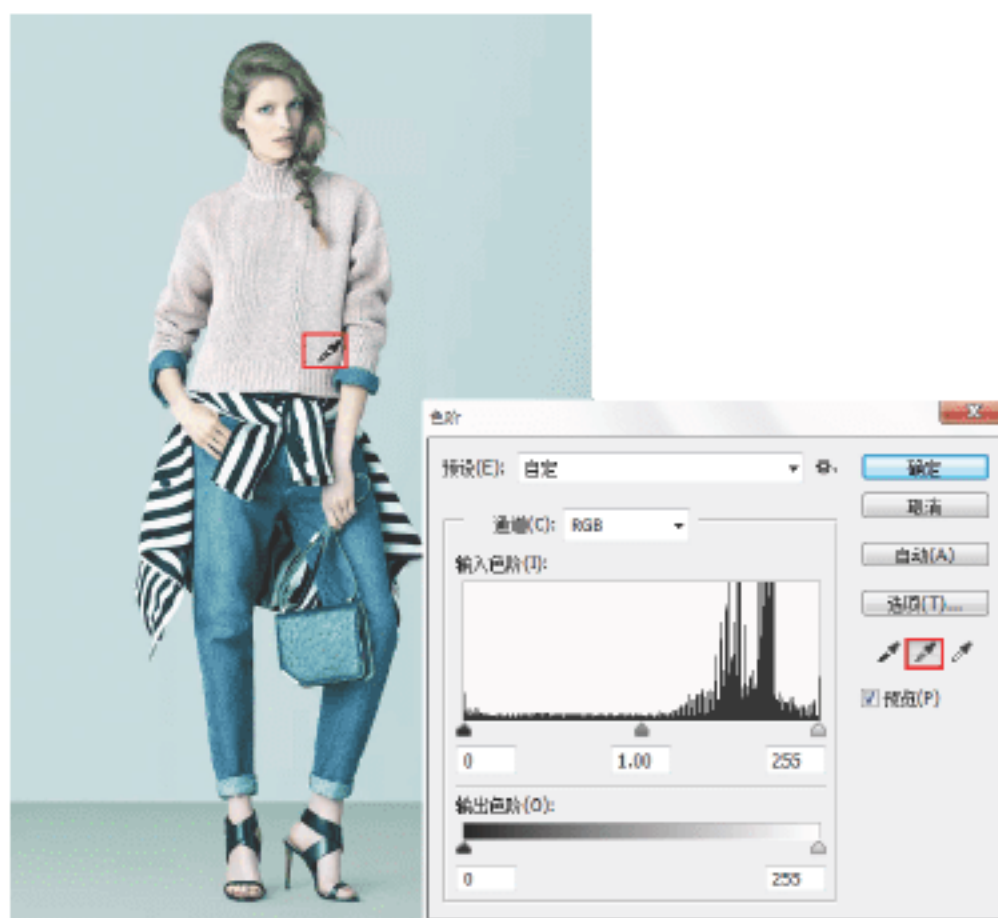 色阶
预设(E): 自定
确定
取消
通道(C): RGB
自动(A)
输入色阶(I):
选项(T)...
预览(P)
0 1.00 255
输出色阶(O):
0 255